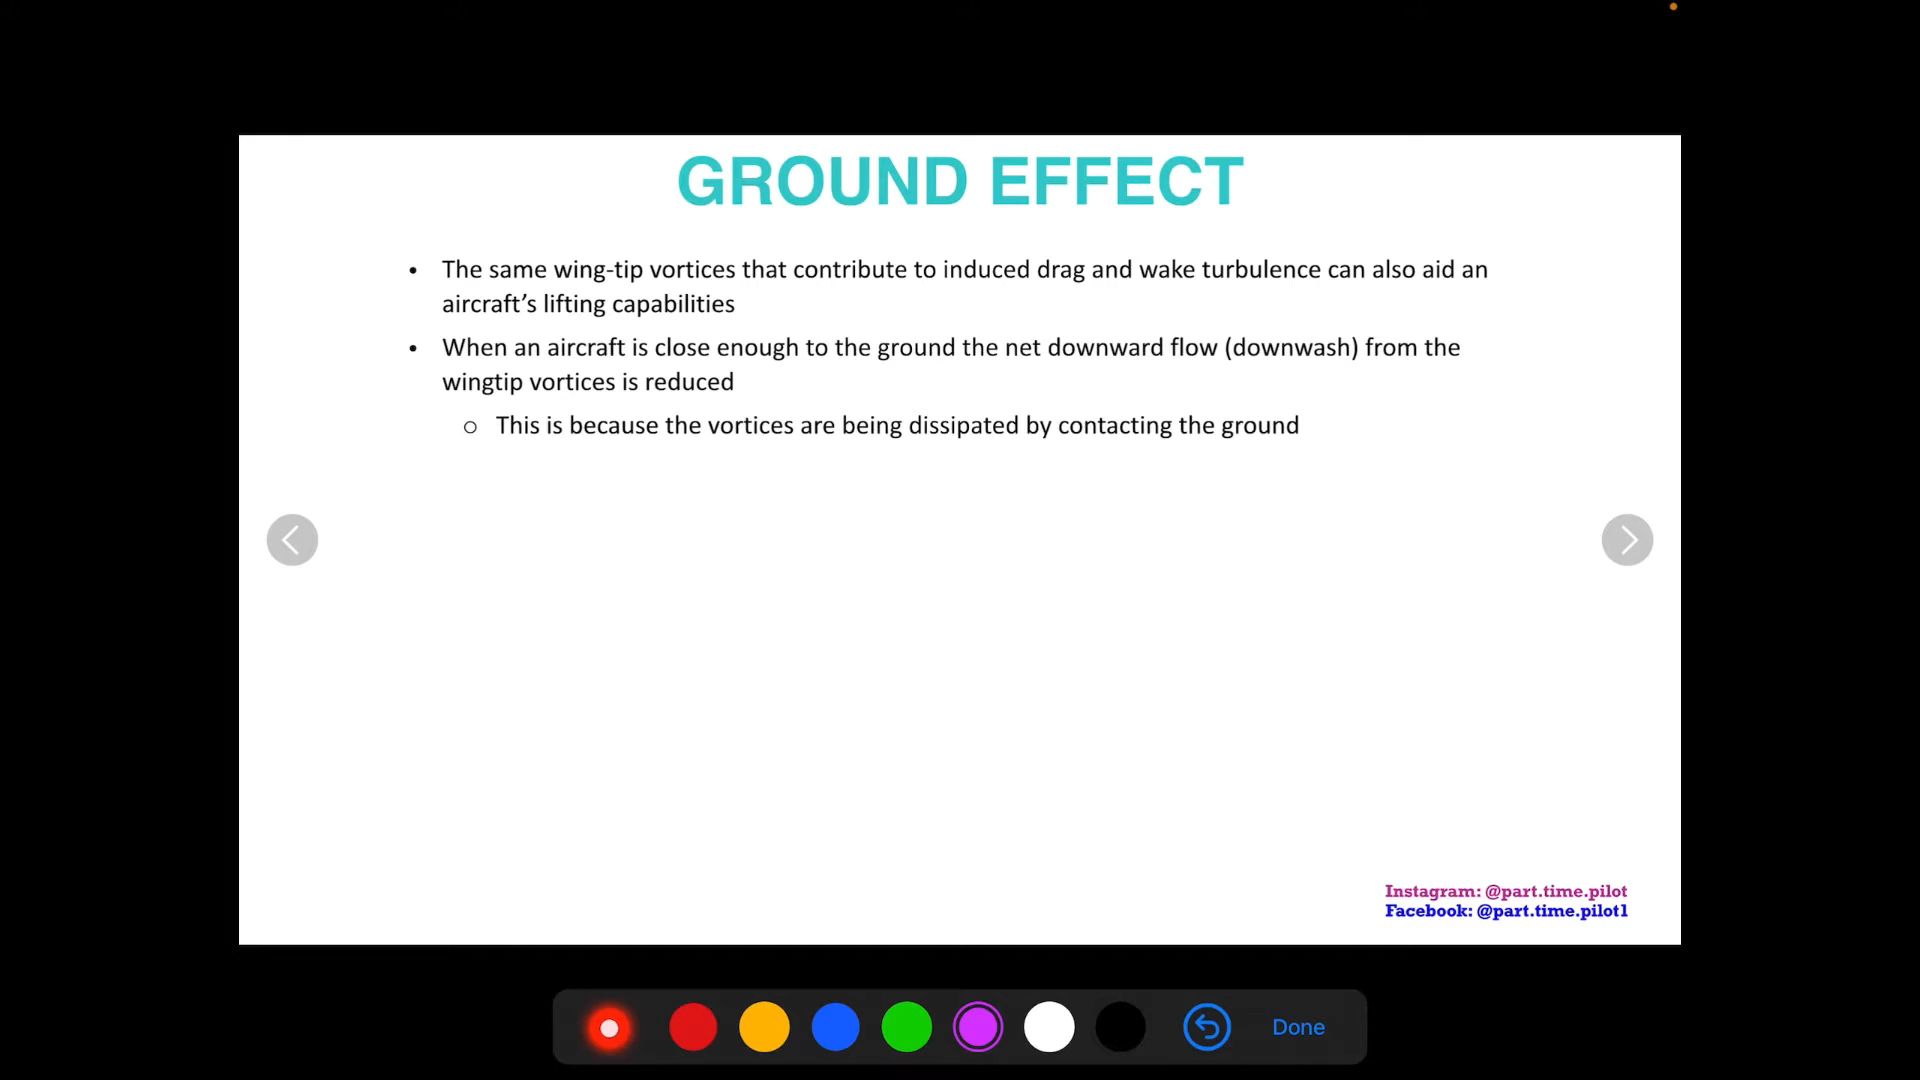 GROUND EFFECT
• The same wing-tip vortices that contribute to induced drag and wake turbulence can also aid an
aircraft’s lifting capabilities
• When an aircraft is close enough to the ground the net downward flow (downwash) from the
wingtip vortices is reduced
○ This is because the vortices are being dissipated by contacting the ground
Instagram: @part.time.pilot
Facebook: @part.time.pilot1
Done